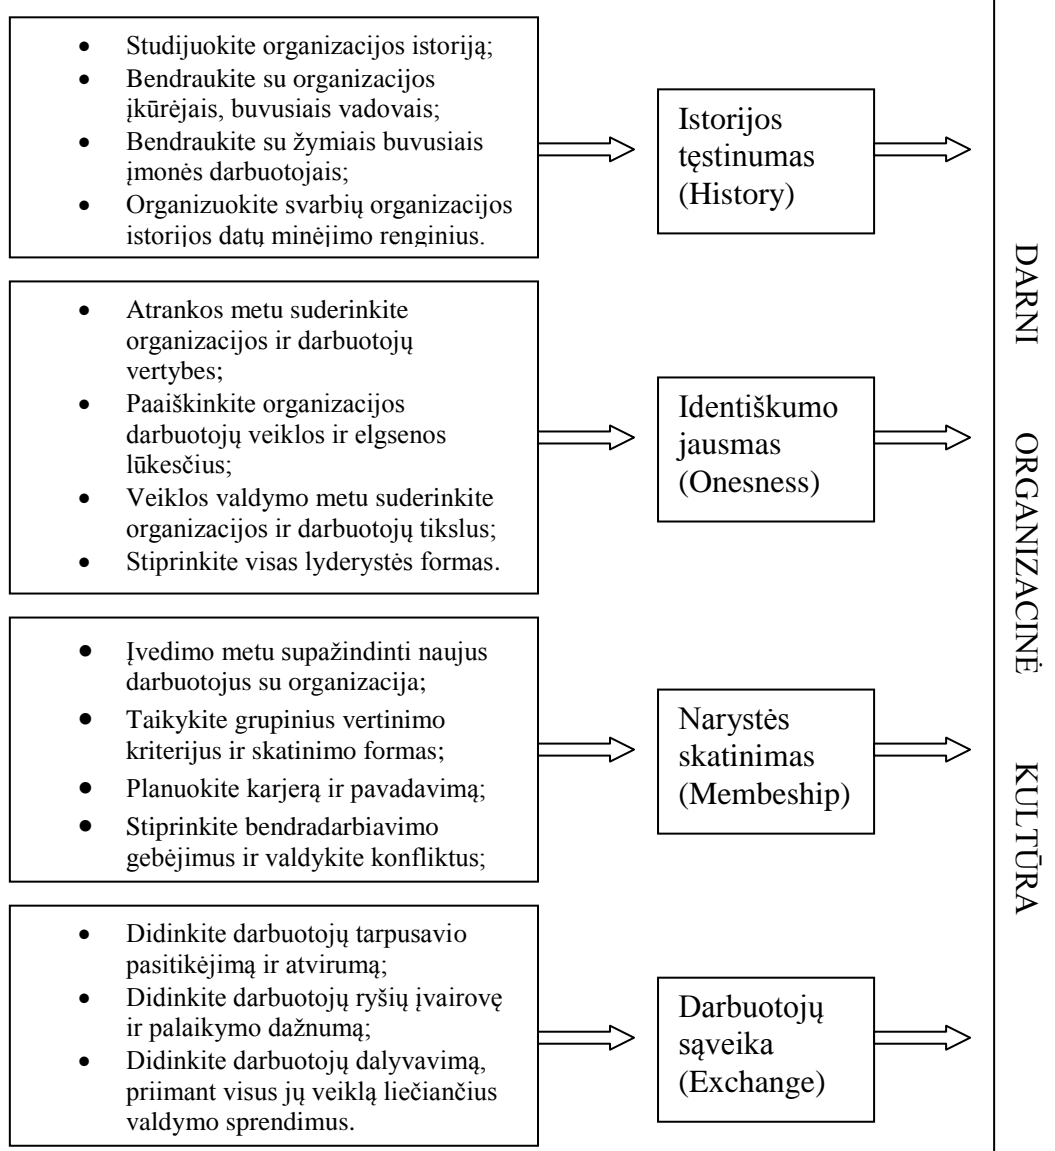 • Studijuokite organizacijos istoriją;
• Bendraukite su organizacijos
įkūrėjais, buvusiais vadovais;
• Bendraukite su žymiais buvusiais
įmonės darbuotojais;
• Organizuokite svarbių organizacijos
istorijos datų minėjimo renginius.
Istorijos
tęstinumas
(History)
• Atrankos metu suderinkite
organizacijos ir darbuotojų
vertybes;
• Paaiškinkite organizacijos
darbuotojų veiklos ir elgsenos
lūkesčius;
• Veiklos valdymo metu suderinkite
organizacijos ir darbuotojų tikslus;
• Stiprinkite visas lyderystės formas.
Identiškumo
jausmas
(Onesness)
• Įvedimo metu supažindinti naujus
darbuotojus su organizacija;
• Taikykite grupinius vertinimo
kriterijus ir skatinimo formas;
• Planuokite karjerą ir pavadavimą;
• Stiprinkite bendradarbiavimo
gebėjimus ir valdykite konfliktus;
Narystės
skatinimas
(Membeship)
• Didinkite darbuotojų tarpusavio
pasitikėjimą ir atvirumą;
• Didinkite darbuotojų ryšių įvairovę
ir palaikymo dažnumą;
• Didinkite darbuotojų dalyvavimą,
priimant visus jų veiklą liečiančius
valdymo sprendimus.
Darbuotojų
sąveika
(Exchange)
DARNI ORGANIZACINĖ KULTŪRA